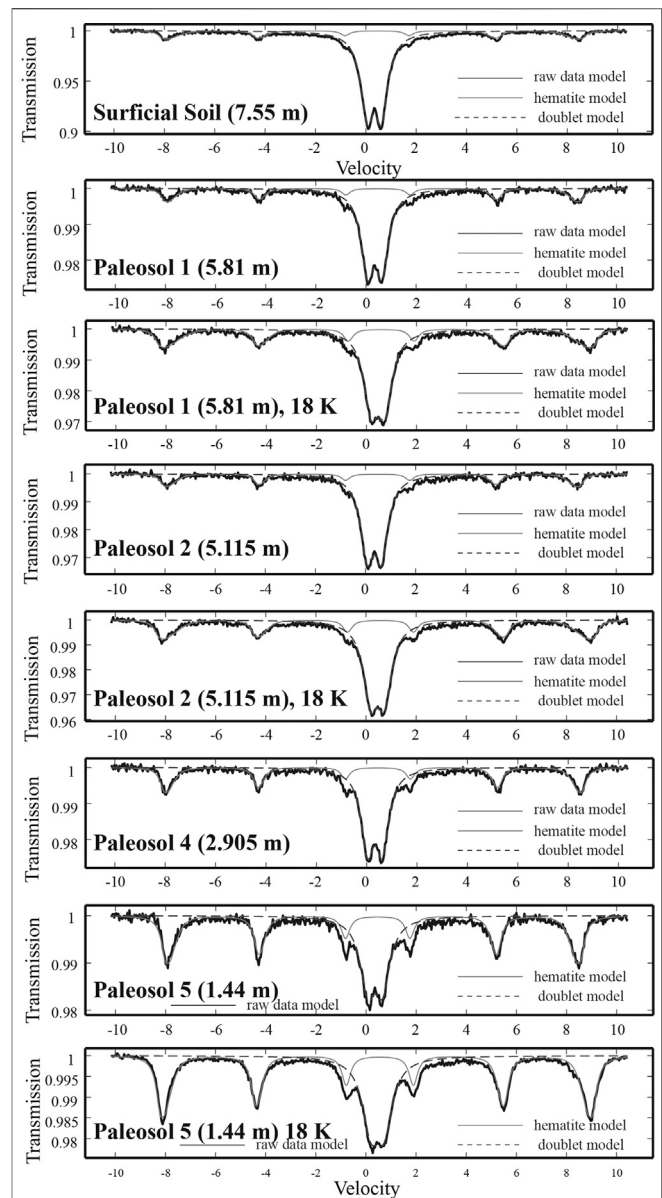 Transmission
1
0.95
0.9
raw data model
hematite model
doublet model
Surficial Soil (7.55 m)
-10 -8 -6 -4 -2 0 2 4 6 8 10
Velocity
Transmission
1
0.99
0.98
raw data model
hematite model
doublet model
Paleosol 1 (5.81 m)
-10 -8 -6 -4 -2 0 2 4 6 8 10
Transmission
1
0.99
0.98
0.97
raw data model
hematite model
doublet model
Paleosol 1 (5.81 m), 18 K
-10 -8 -6 -4 -2 0 2 4 6 8 10
Transmission
1
0.99
0.98
0.97
raw data model
hematite model
doublet model
Paleosol 2 (5.115 m)
-10 -8 -6 -4 -2 0 2 4 6 8 10
Transmission
1
0.99
0.98
0.97
0.96
raw data model
hematite model
doublet model
Paleosol 2 (5.115 m), 18 K
-10 -8 -6 -4 -2 0 2 4 6 8 10
Transmission
1
0.99
0.98
raw data model
hematite model
doublet model
Paleosol 4 (2.905 m)
-10 -8 -6 -4 -2 0 2 4 6 8 10
Transmission
1
0.99
0.98
hematite model
doublet model
Paleosol 5 (1.44 m)
raw data model
-10 -8 -6 -4 -2 0 2 4 6 8 10
Transmission
1
0.995
0.99
0.985
0.98
hematite model
doublet model
Paleosol 5 (1.44 m) 18 K
raw data model
-10 -8 -6 -4 -2 0 2 4 6 8 10
Velocity